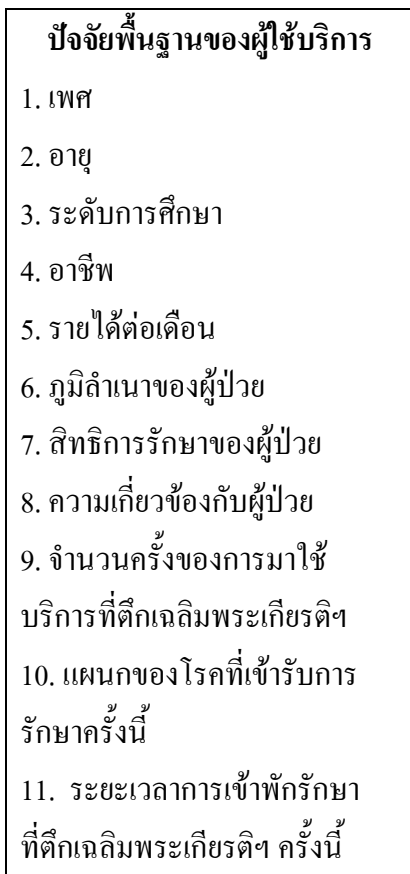 ปัจจัยพื้นฐานของผู้ใช้บริการ
1. เพศ
2. อายุ
3. ระดับการศึกษา
4. อาชีพ
5. รายได้ต่อเดือน
6. ภูมิลำเนาของผู้ป่วย
7. สิทธิการรักษาของผู้ป่วย
8. ความเกี่ยวข้องกับผู้ป่วย
9. จำนวนครั้งของการมาใช้
บริการที่ตึกเฉลิมพระเกียรติฯ
10. แผนกของโรคที่เข้ารับการ
รักษาครั้งนี้
11. ระยะเวลาการเข้าพักรักษา
ที่ตึกเฉลิมพระเกียรติฯ ครั้งนี้